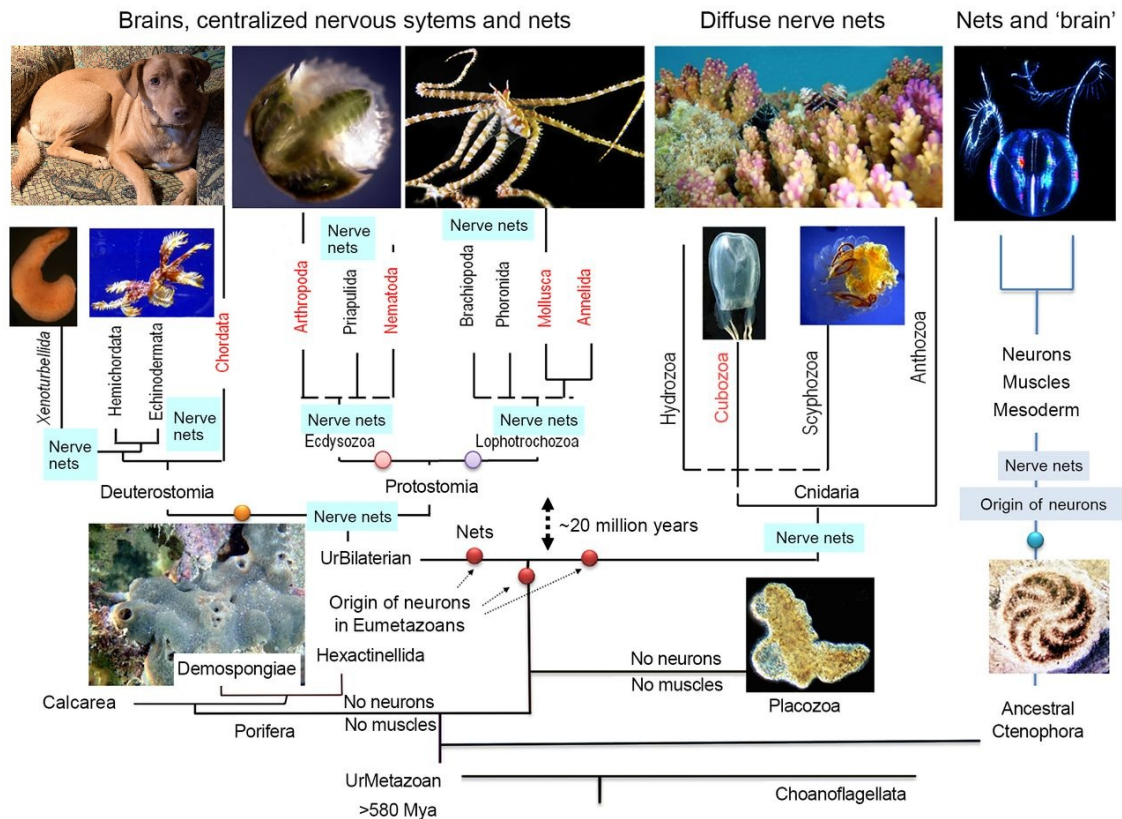 Brains, centralized nervous sytems and nets
Diffuse nerve nets
Nets and ‘brain’
Nerve nets
Nerve
nets
Xenoturbellida
Hemichordata
Echinodermata
Chordata
Arthropoda
Priapulida
Nematoda
Brachiopoda
Phoronida
Mollusca
Annelida
Hydrozoa
Cubozoa
Scyphozoa
Anthozoa
Neurons
Muscles
Mesoderm
Nerve
nets
Nerve
nets
Nerve nets
Nerve nets
Ecdysozoa
Lophotrochozoa
Nerve nets
Origin of neurons
Deuterostomia
Protostomia
Cnidaria
Nerve nets
~20 million years
Nerve nets
Nets
UrBilaterian
Origin of neurons
in Eumetazoans
Demospongiae
Hexactinellida
No neurons
No muscles
Placozoa
Calcarea
No neurons
No muscles
Porifera
Ancestral
Ctenophora
UrMetazoan
>580 Mya
Choanoflagellata